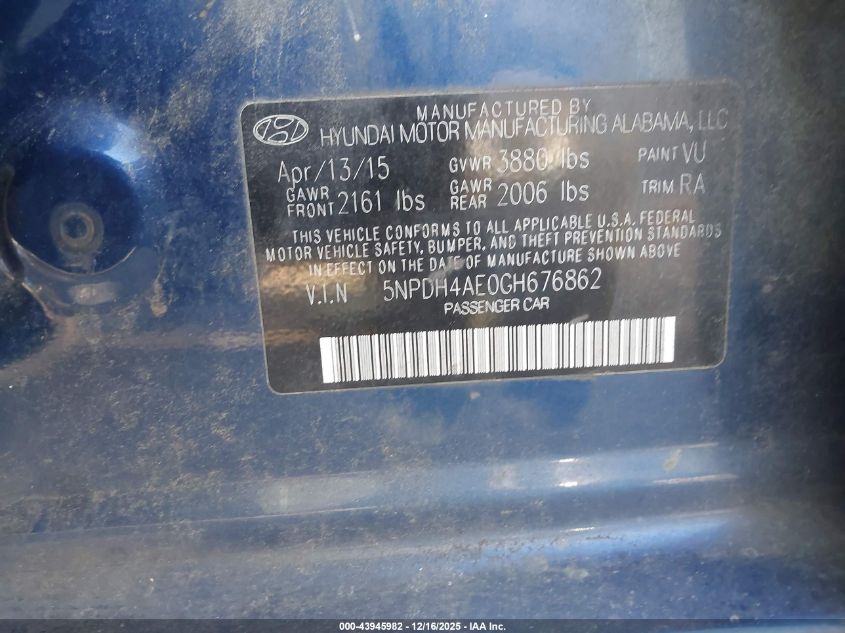 MANUFACTURED BY
HYUNDAI MOTOR MANUFACTURING ALABAMA, LLC
Apr/13/15 GVWR 3880 lbs PAINT VU
GAWR FRONT 2161 lbs GAWR REAR 2006 lbs TRIM RA
THIS VEHICLE CONFORMS TO ALL APPLICABLE U.S.A. FEDERAL
MOTOR VEHICLE SAFETY, BUMPER, AND THEFT PREVENTION STANDARDS
IN EFFECT ON THE DATE OF MANUFACTURE SHOWN ABOVE
V.I.N 5NPDH4AE0GH676862
PASSENGER CAR
000-43945982 - 12/16/2025 - IAA Inc.